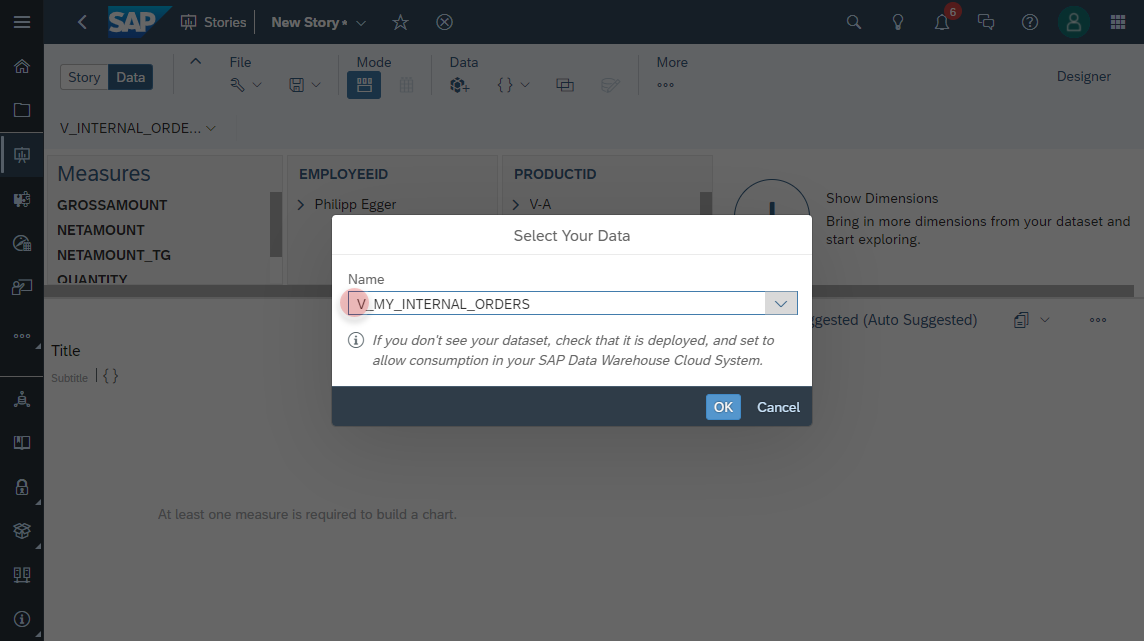 SAP Stories New Story * 6
Story Data File Mode Data More Designer
V_INTERNAL_ORDE...
Measures
GROSSAMOUNT
NETAMOUNT
NETAMOUNT_TG
QUANTITY
EMPLOYEEID
Philipp Egger
PRODUCTID
V-A
Show Dimensions
Bring in more dimensions from your dataset and
start exploring.
Select Your Data
Name
V_MY_INTERNAL_ORDERS
If you don't see your dataset, check that it is deployed, and set to
allow consumption in your SAP Data Warehouse Cloud System.
OK Cancel
(Auto Suggested)
Title
Subtitle
At least one measure is required to build a chart.